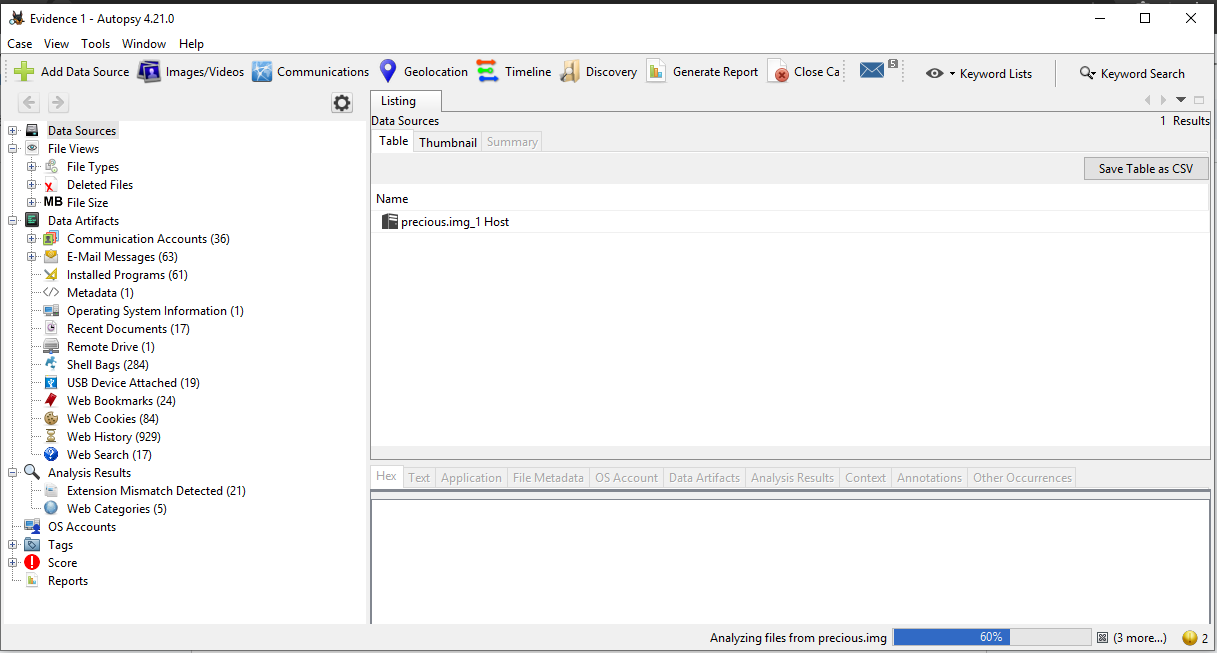 Evidence 1 - Autopsy 4.21.0
Case View Tools Window Help
Add Data Source Images/Videos Communications Geolocation Timeline Discovery Generate Report Close Ca 5 Keyword Lists Keyword Search
Listing
Data Sources 1 Results
Table Thumbnail Summary
Save Table as CSV
Name
precious.img_1 Host
Data Sources
File Views
File Types
Deleted Files
MB File Size
Data Artifacts
Communication Accounts (36)
E-Mail Messages (63)
Installed Programs (61)
Metadata (1)
Operating System Information (1)
Recent Documents (17)
Remote Drive (1)
Shell Bags (284)
USB Device Attached (19)
Web Bookmarks (24)
Web Cookies (84)
Web History (929)
Web Search (17)
Analysis Results
Extension Mismatch Detected (21)
Web Categories (5)
OS Accounts
Tags
Score
Reports
Hex Text Application File Metadata OS Account Data Artifacts Analysis Results Context Annotations Other Occurrences
Analyzing files from precious.img 60% (3 more...) 2